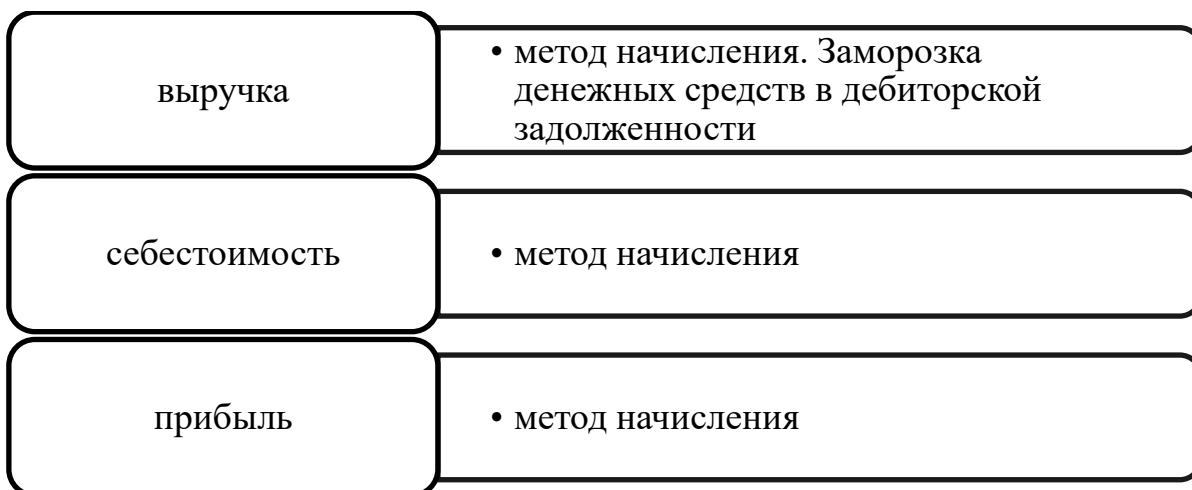 выручка
• метод начисления. Заморозка
денежных средств в дебиторской
задолженности
себестоимость
• метод начисления
прибыль
• метод начисления